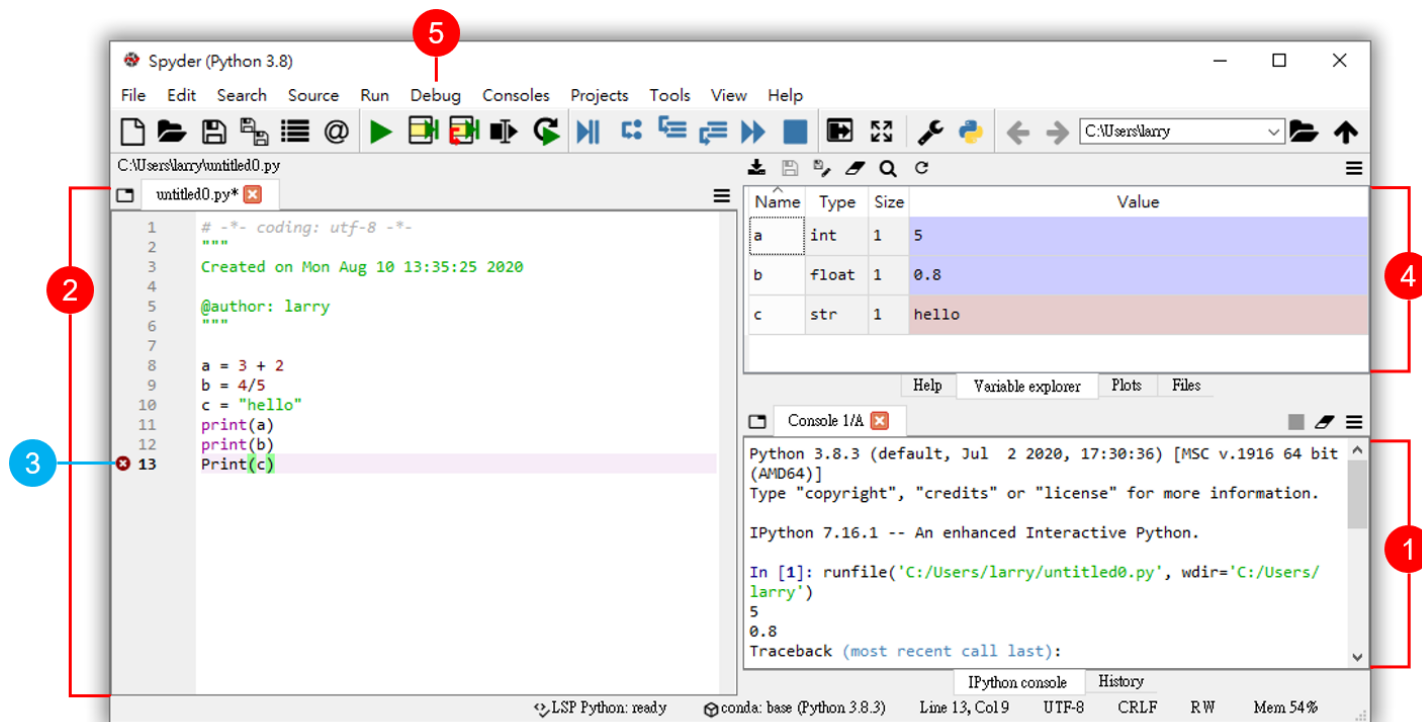 5
Spyder (Python 3.8)
File Edit Search Source Run Debug Consoles Projects Tools View Help
@
C:\Users\larry
C:\Users\larry\untitled0.py
untitled0.py*
2
1 # -*- coding: utf-8 -*-
2 """
3 Created on Mon Aug 10 13:35:25 2020
4
5 @author: larry
6 """
7
8 a = 3 + 2
9 b = 4/5
10 c = "hello"
11 print(a)
12 print(b)
3
13 Print(c)
Name Type Size Value
a int 1 5
b float 1 0.8
c str 1 hello
4
Help Variable explorer Plots Files
Console 1/A
Python 3.8.3 (default, Jul  2 2020, 17:30:36) [MSC v.1916 64 bit
(AMD64)]
Type "copyright", "credits" or "license" for more information.
IPython 7.16.1 -- An enhanced Interactive Python.
1
In [1]: runfile('C:/Users/larry/untitled0.py', wdir='C:/Users/
larry')
5
0.8
Traceback (most recent call last):
IPython console History
LSP Python: ready conda: base (Python 3.8.3) Line 13, Col 9 UTF-8 CRLF RW Mem 54%